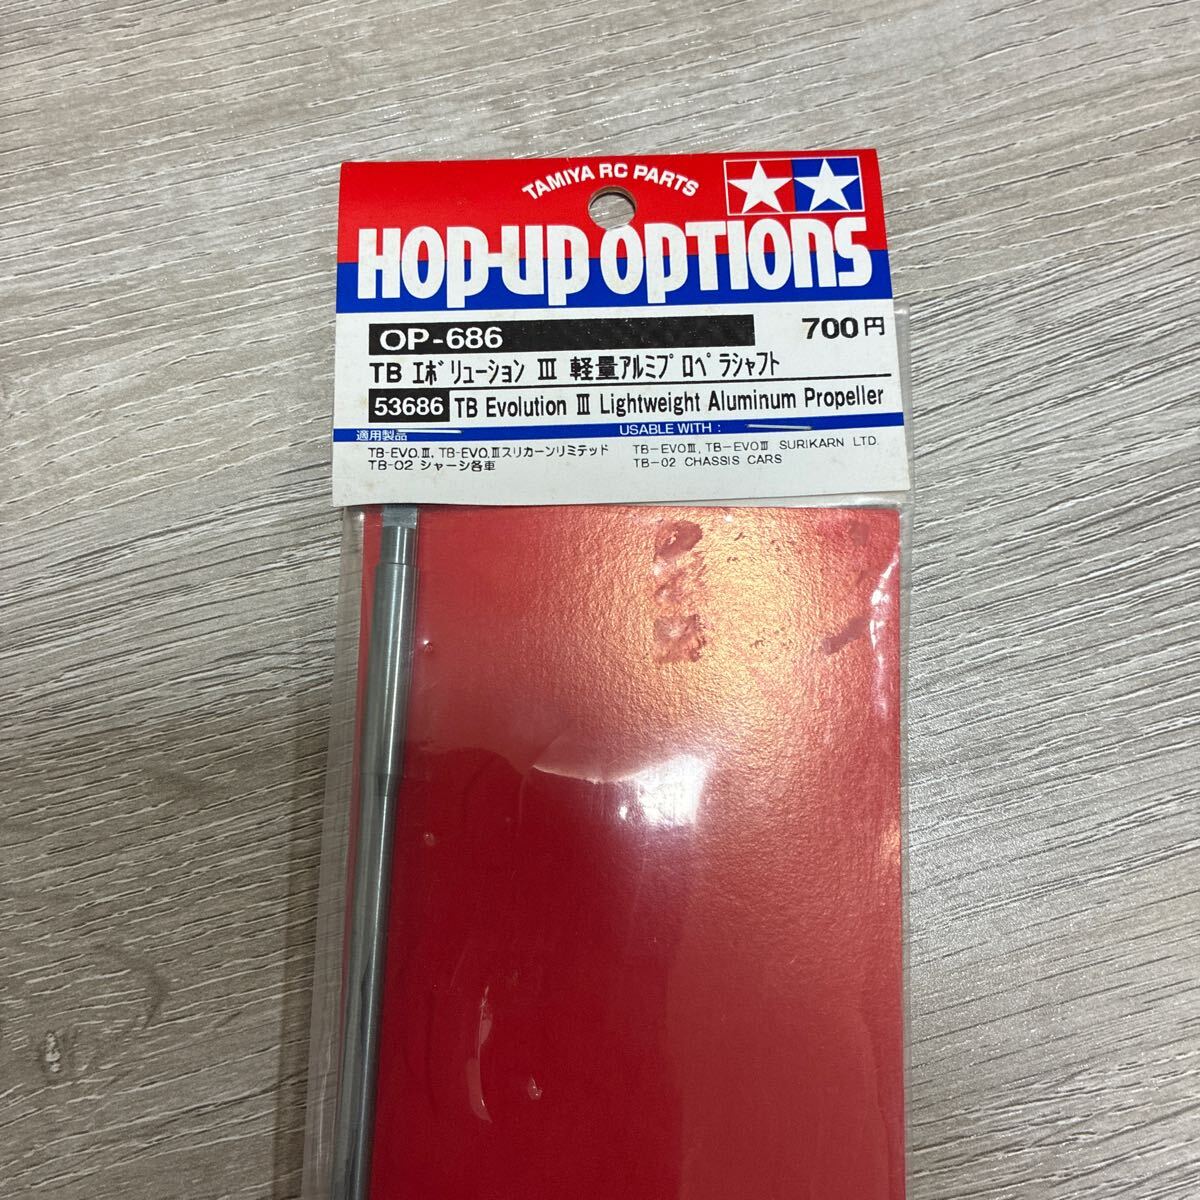 TAMIYA RC PARTS
HOP-UP OPTIONS
OP-686
700円
TB エボリューション Ⅲ 軽量アルミプロペラシャフト
53686 TB Evolution Ⅲ Lightweight Aluminum Propeller
適用製品
USABLE WITH :
TB-EVO.Ⅲ, TB-EVO.Ⅲスリカーンリミテッド
TB-02 シャーシ各車
TB-EVOⅢ, TB-EVOⅢ SURIKARN LTD.
TB-02 CHASSIS CARS